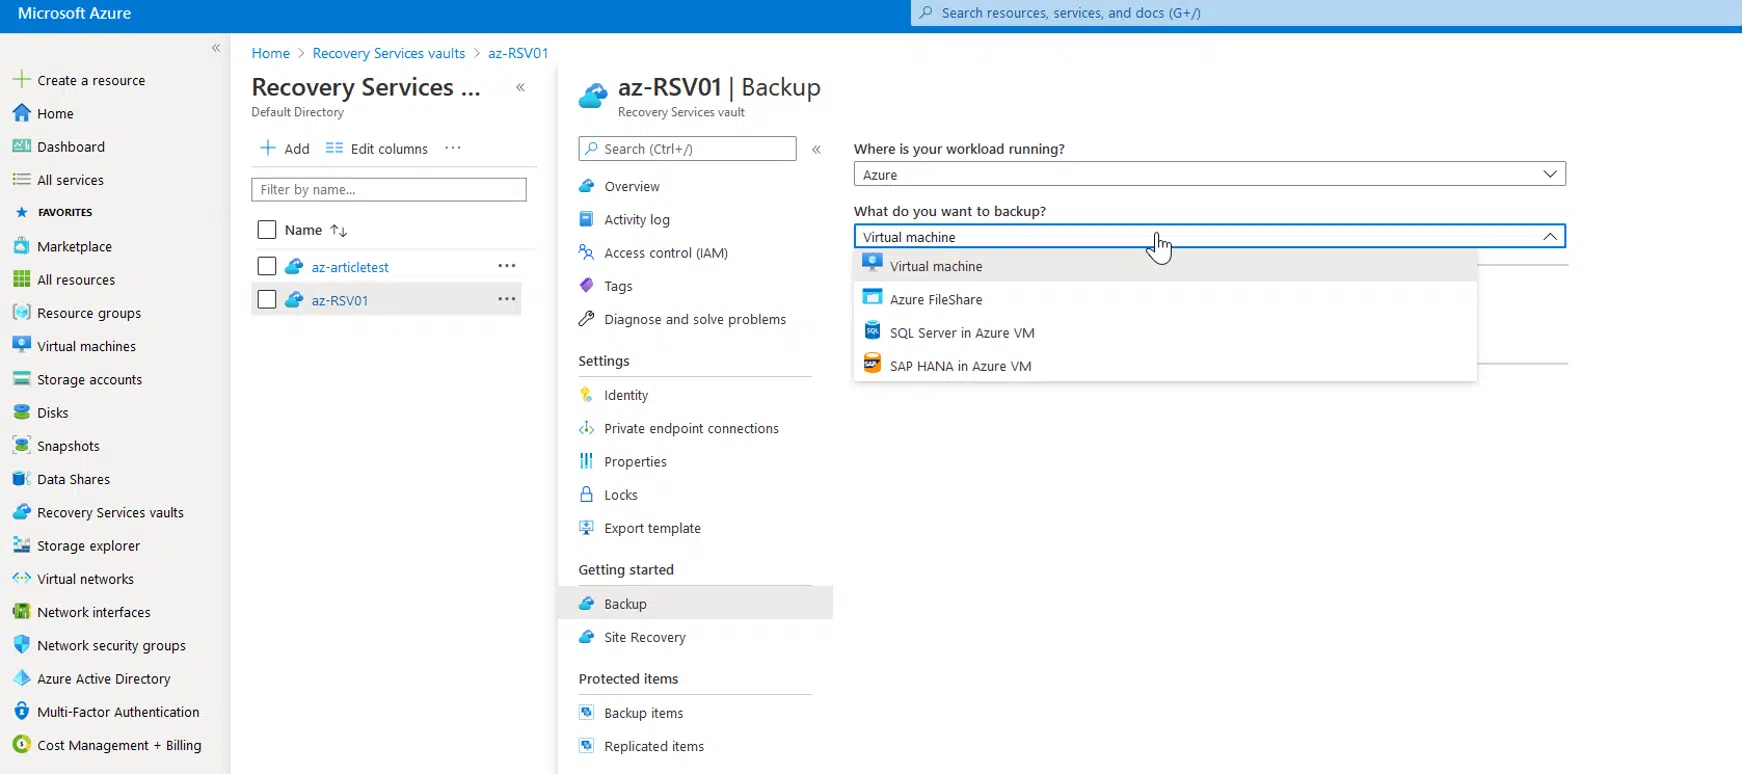 Microsoft Azure
Search resources, services, and docs (G+/)
Create a resource
Home
Dashboard
All services
FAVORITES
Marketplace
All resources
Resource groups
Virtual machines
Storage accounts
Disks
Snapshots
Data Shares
Recovery Services vaults
Storage explorer
Virtual networks
Network interfaces
Network security groups
Azure Active Directory
Multi-Factor Authentication
Cost Management + Billing
Home > Recovery Services vaults > az-RSV01
Recovery Services ...
Default Directory
Add Edit columns ...
Filter by name...
Name
az-articletest
az-RSV01
az-RSV01 | Backup
Recovery Services vault
Search (Ctrl+/)
Overview
Activity log
Access control (IAM)
Tags
Diagnose and solve problems
Settings
Identity
Private endpoint connections
Properties
Locks
Export template
Getting started
Backup
Site Recovery
Protected items
Backup items
Replicated items
Where is your workload running?
Azure
What do you want to backup?
Virtual machine
Virtual machine
Azure FileShare
SQL Server in Azure VM
SAP HANA in Azure VM